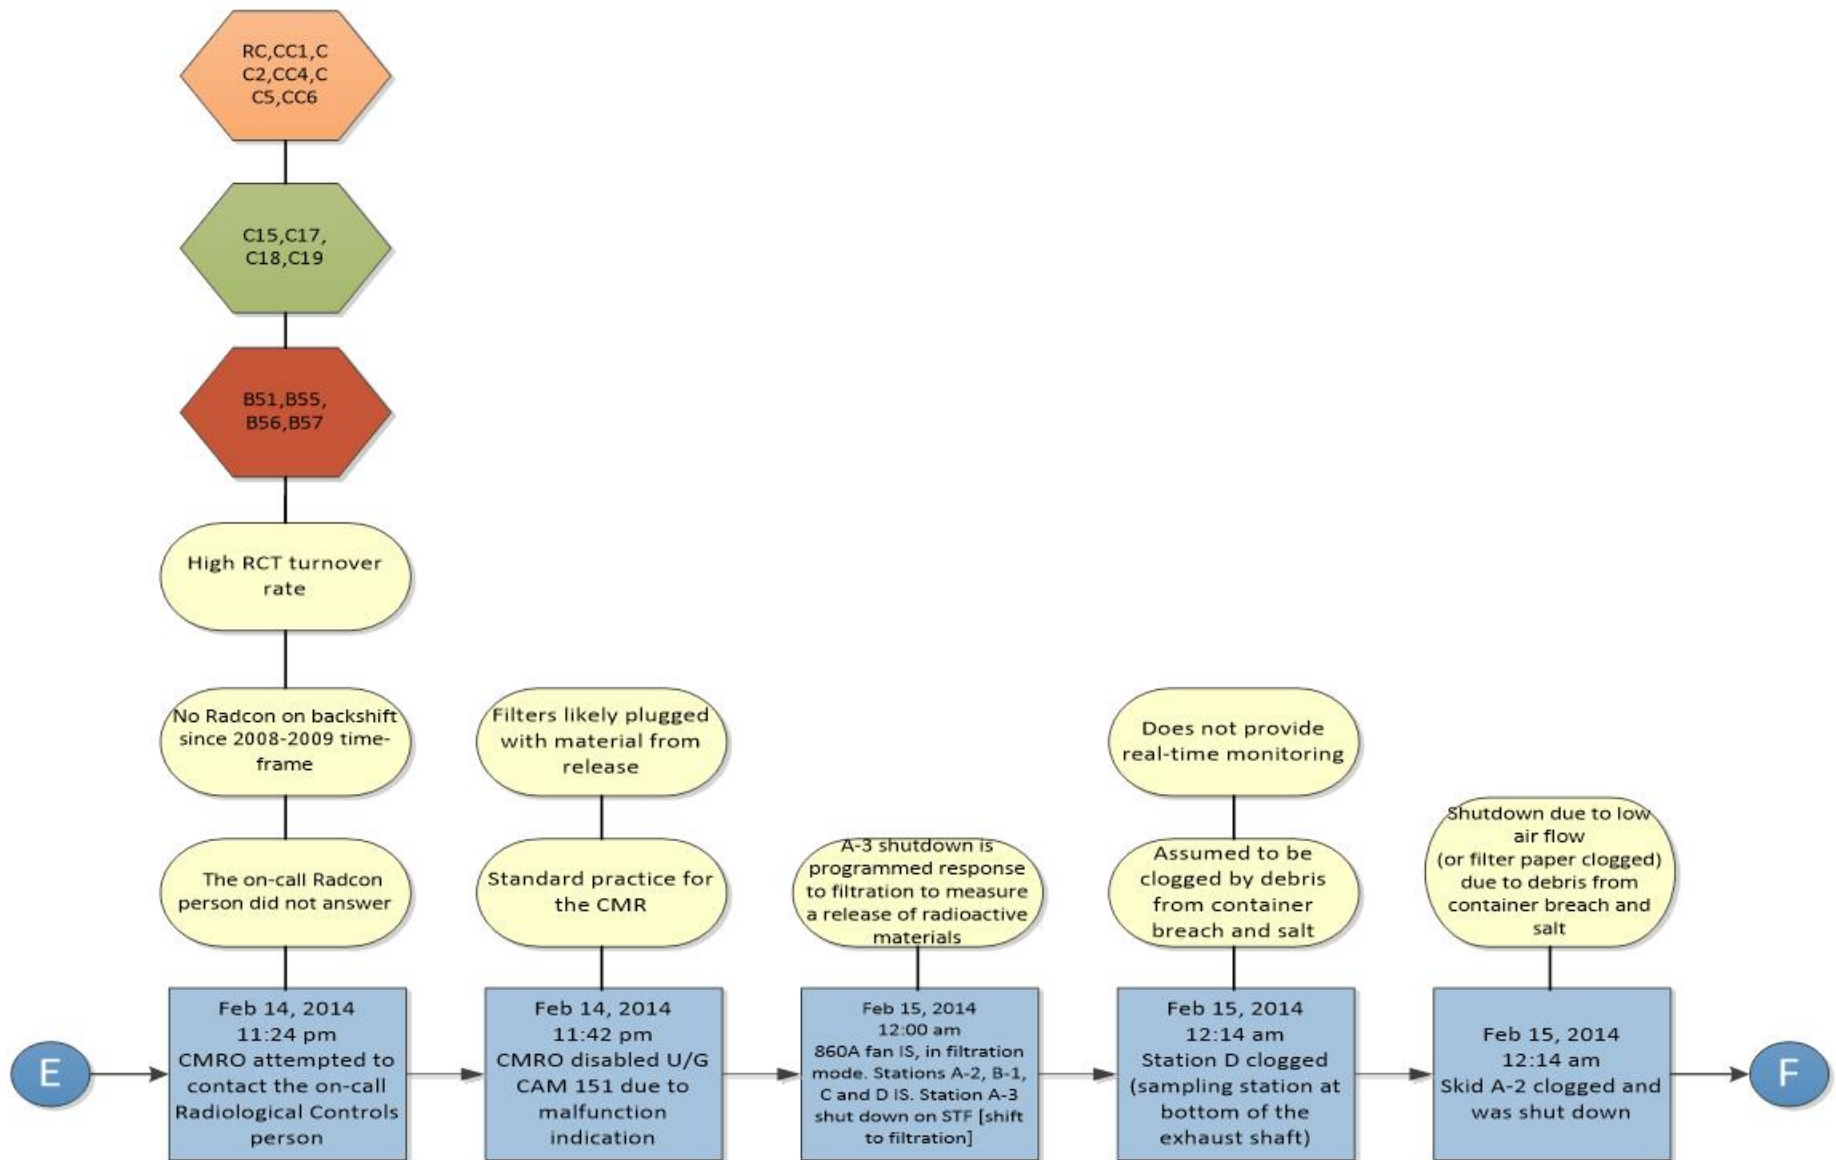 RC,CC1,C
C2,CC4,C
C5,CC6
C15,C17,
C18,C19
B51,B55,
B56,B57
High RCT turnover
rate
No Radcon on backshift
since 2008-2009 time-
frame
The on-call Radcon
person did not answer
Filters likely plugged
with material from
release
Standard practice for
the CMR
A-3 shutdown is
programmed response
to filtration to measure
a release of radioactive
materials
Does not provide
real-time monitoring
Assumed to be
clogged by debris
from container
breach and salt
Shutdown due to low
air flow
(or filter paper clogged)
due to debris from
container breach and
salt
E
Feb 14, 2014
11:24 pm
CMRO attempted to
contact the on-call
Radiological Controls
person
Feb 14, 2014
11:42 pm
CMRO disabled U/G
CAM 151 due to
malfunction
indication
Feb 15, 2014
12:00 am
860A fan IS, in filtration
mode. Stations A-2, B-1,
C and D IS. Station A-3
shut down on STF [shift
to filtration]
Feb 15, 2014
12:14 am
Station D clogged
(sampling station at
bottom of the
exhaust shaft)
Feb 15, 2014
12:14 am
Skid A-2 clogged and
was shut down
F